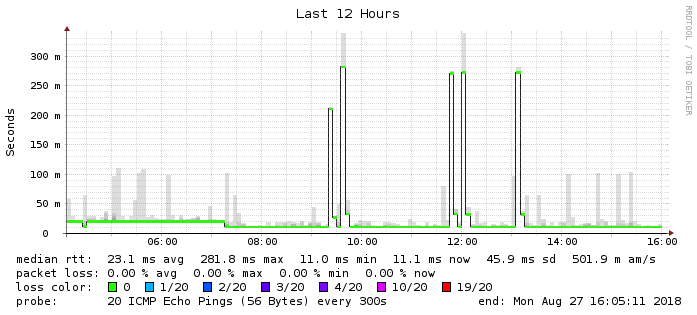 Last 12 Hours
RRDTOOL / TOBI OETIKER
Seconds
300 m
250 m
200 m
150 m
100 m
50 m
0
06:00 08:00 10:00 12:00 14:00 16:00
median rtt: 23.1 ms avg 281.8 ms max 11.0 ms min 11.1 ms now 45.9 ms sd 501.9 m am/s
packet loss: 0.00 % avg 0.00 % max 0.00 % min 0.00 % now
loss color: 0 1/20 2/20 3/20 4/20 10/20 19/20
probe: 20 ICMP Echo Pings (56 Bytes) every 300s end: Mon Aug 27 16:05:11 2018